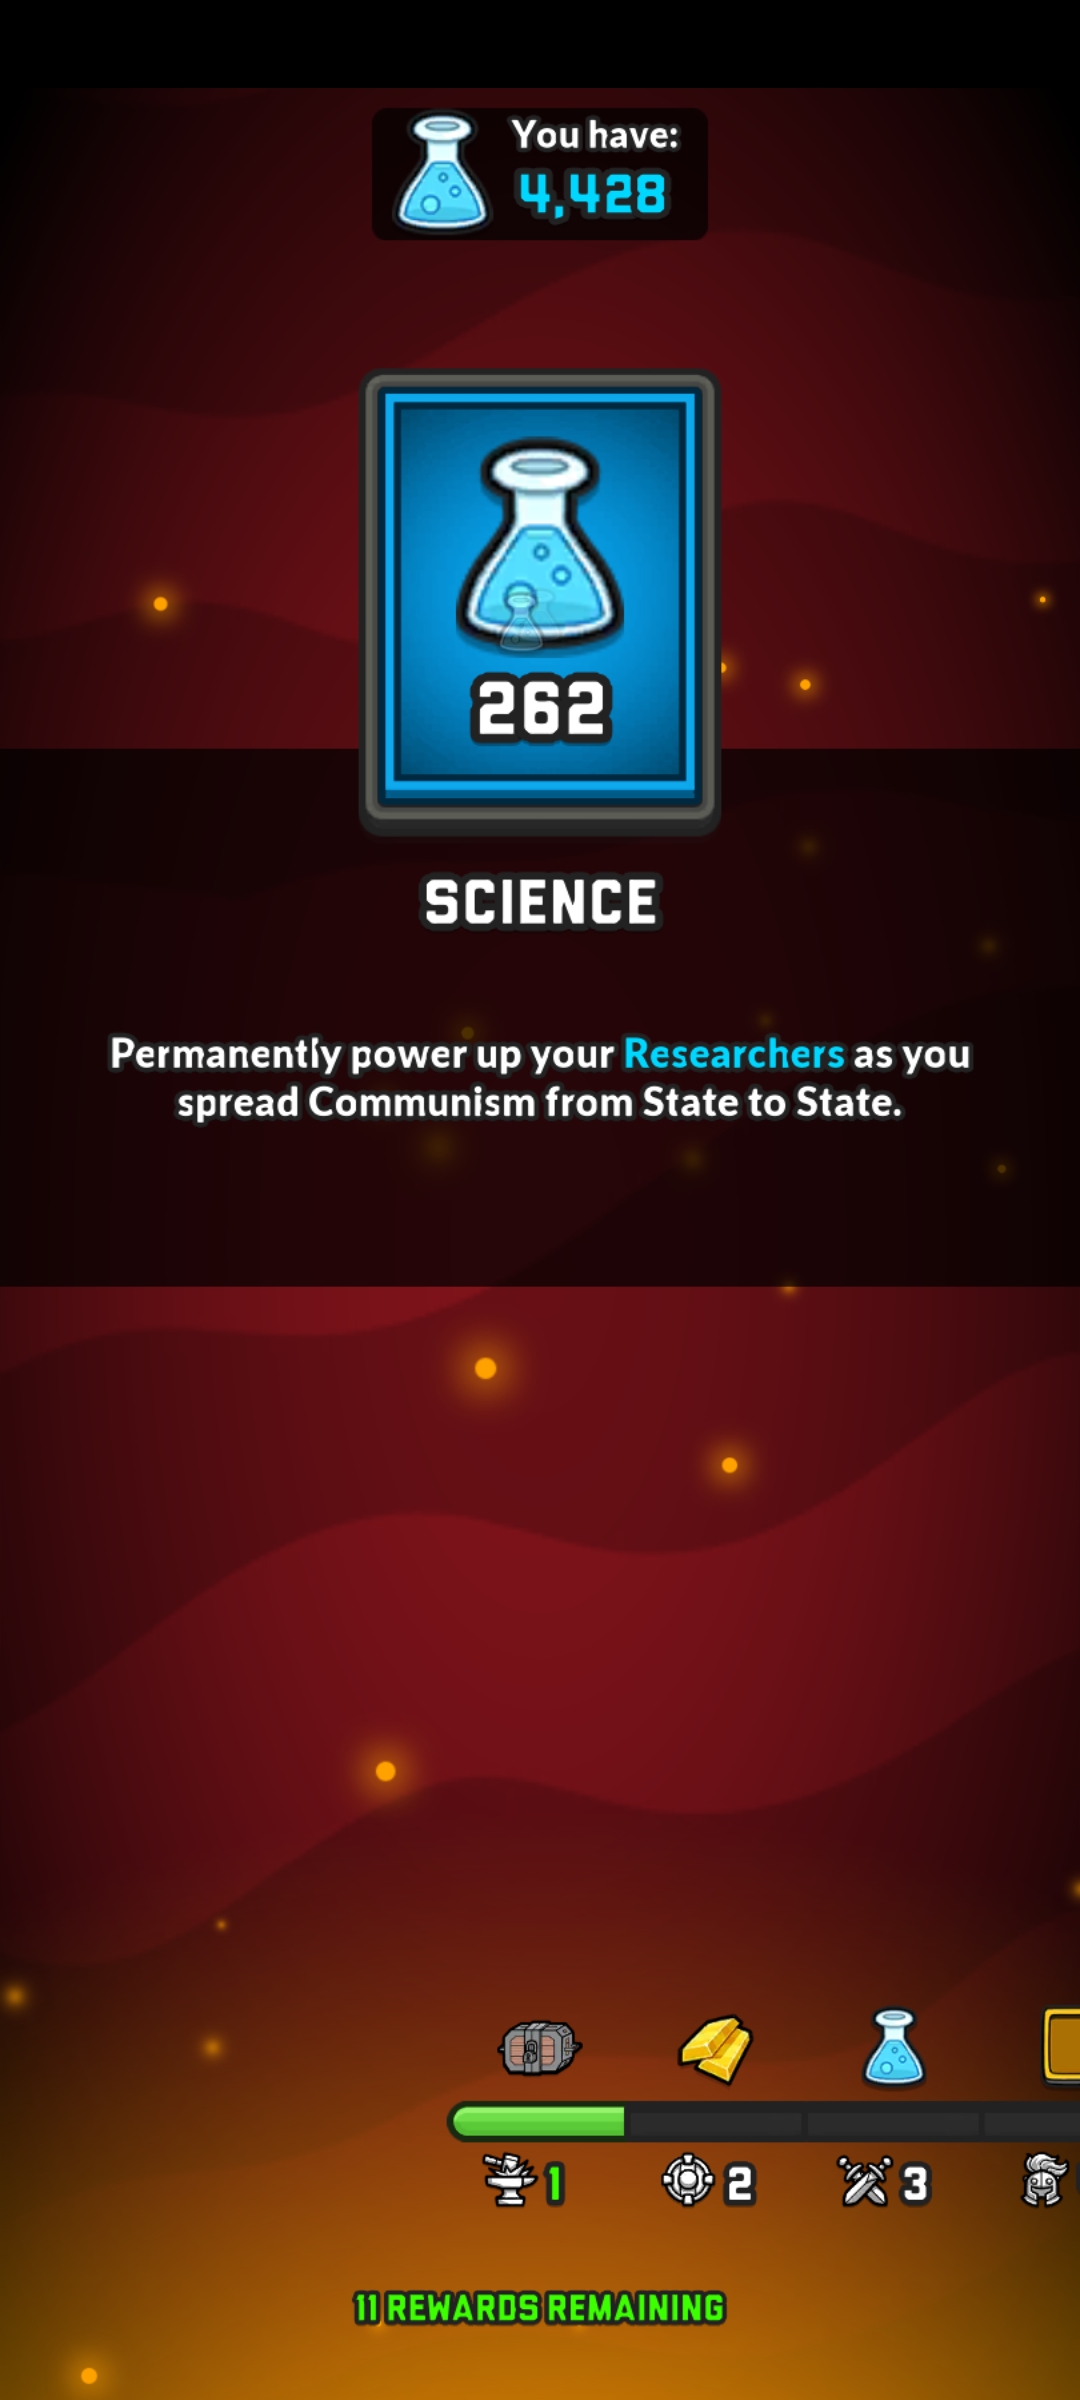 You have:
4,428
262
SCIENCE
Permanently power up your Researchers as you
spread Communism from State to State.
1
2
3
11 REWARDS REMAINING